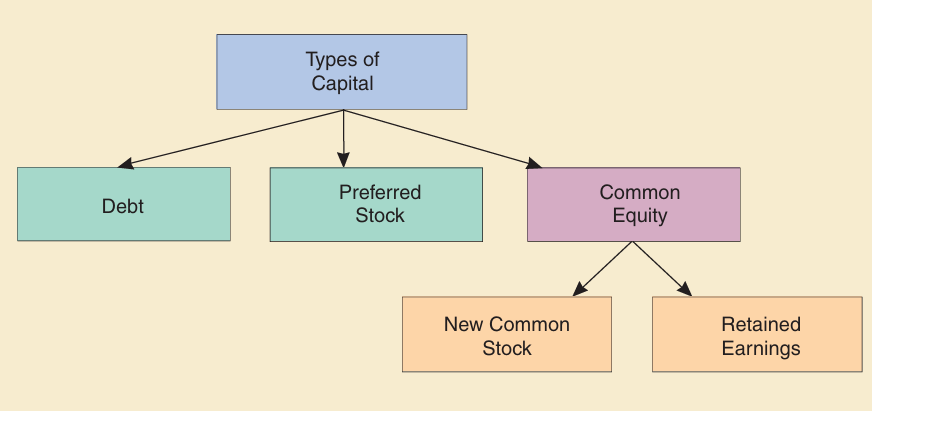 Types of
Capital
Debt
Preferred
Stock
Common
Equity
New Common
Stock
Retained
Earnings